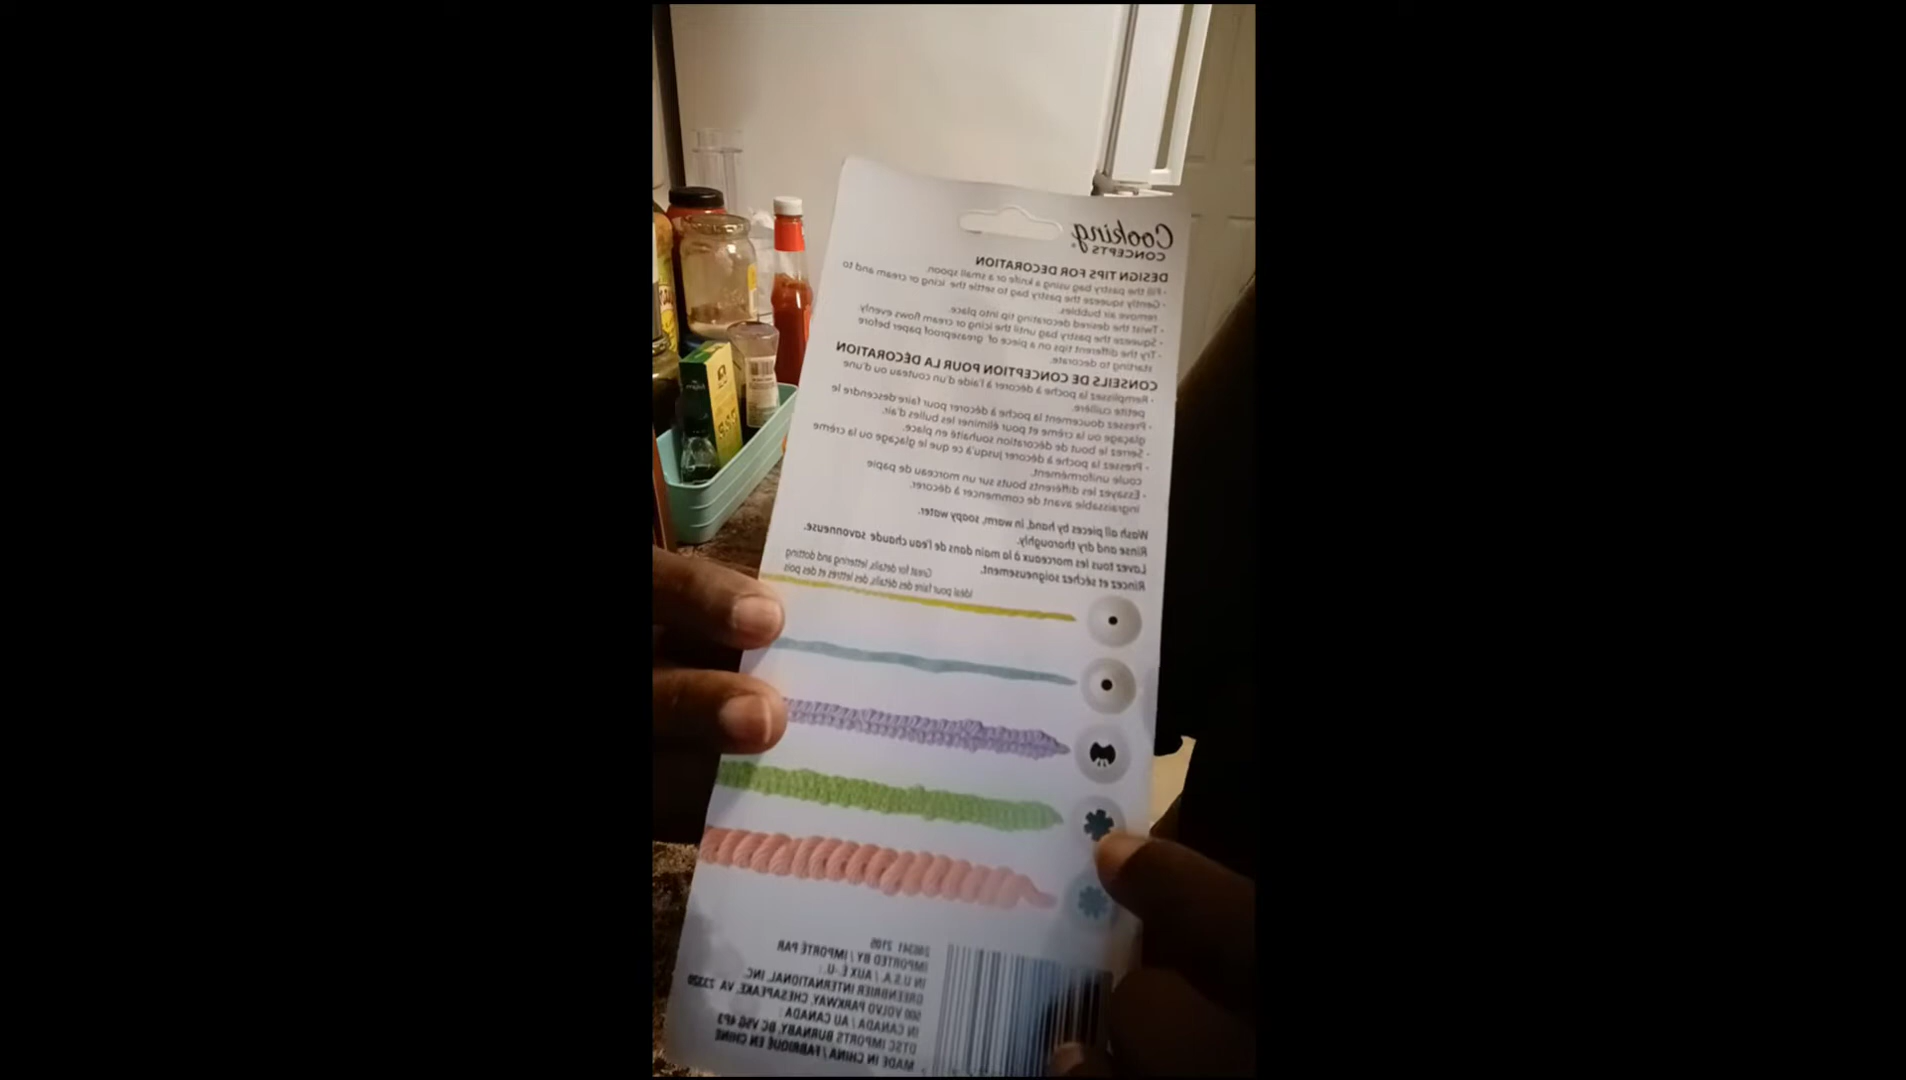 Cooking
CONCEPTS®
DESIGN TIPS FOR DECORATION
- Fill the pastry bag using a knife or a small spoon.
- Gently squeeze the pastry bag to settle the icing or cream and to
remove air bubbles.
- Twist the desired decorating tip into place.
- Squeeze the pastry bag until the icing or cream flows evenly
- Try the different tips on a piece of greaseproof paper before
starting to decorate.
CONSEILS DE CONCEPTION POUR LA DÉCORATION
- Remplissez la poche à décorer à l'aide d'un couteau ou d'une
petite cuillère.
- Pressez doucement la poche à décorer pour faire descendre le
glaçage ou la crème et pour éliminer les bulles d'air.
- Serrez le bout de décoration souhaité en place.
- Pressez la poche à décorer jusqu'à ce que le glaçage ou la crème
coule uniformément.
- Essayez les différents bouts sur un morceau de papie
ingraissable avant de commencer à décorer.
Wash all pieces by hand, in warm, soapy water.
Rinse and dry thoroughly.
Lavez tous les morceaux à la main dans de l'eau chaude savonneuse.
Rincez et séchez soigneusement.
Great for details, lettering and dotting
Idéal pour faire des détails, des lettres et des pois
266341 2105
IMPORTED BY / IMPORTÉ PAR
IN U.S.A. / AUX É.-U. :
GREENBRIER INTERNATIONAL, INC.
500 VOLVO PARKWAY, CHESAPEAKE, VA 23320
IN CANADA / AU CANADA :
DTSC IMPORTS BURNABY, BC V5G 4P3
MADE IN CHINA / FABRIQUÉ EN CHINE